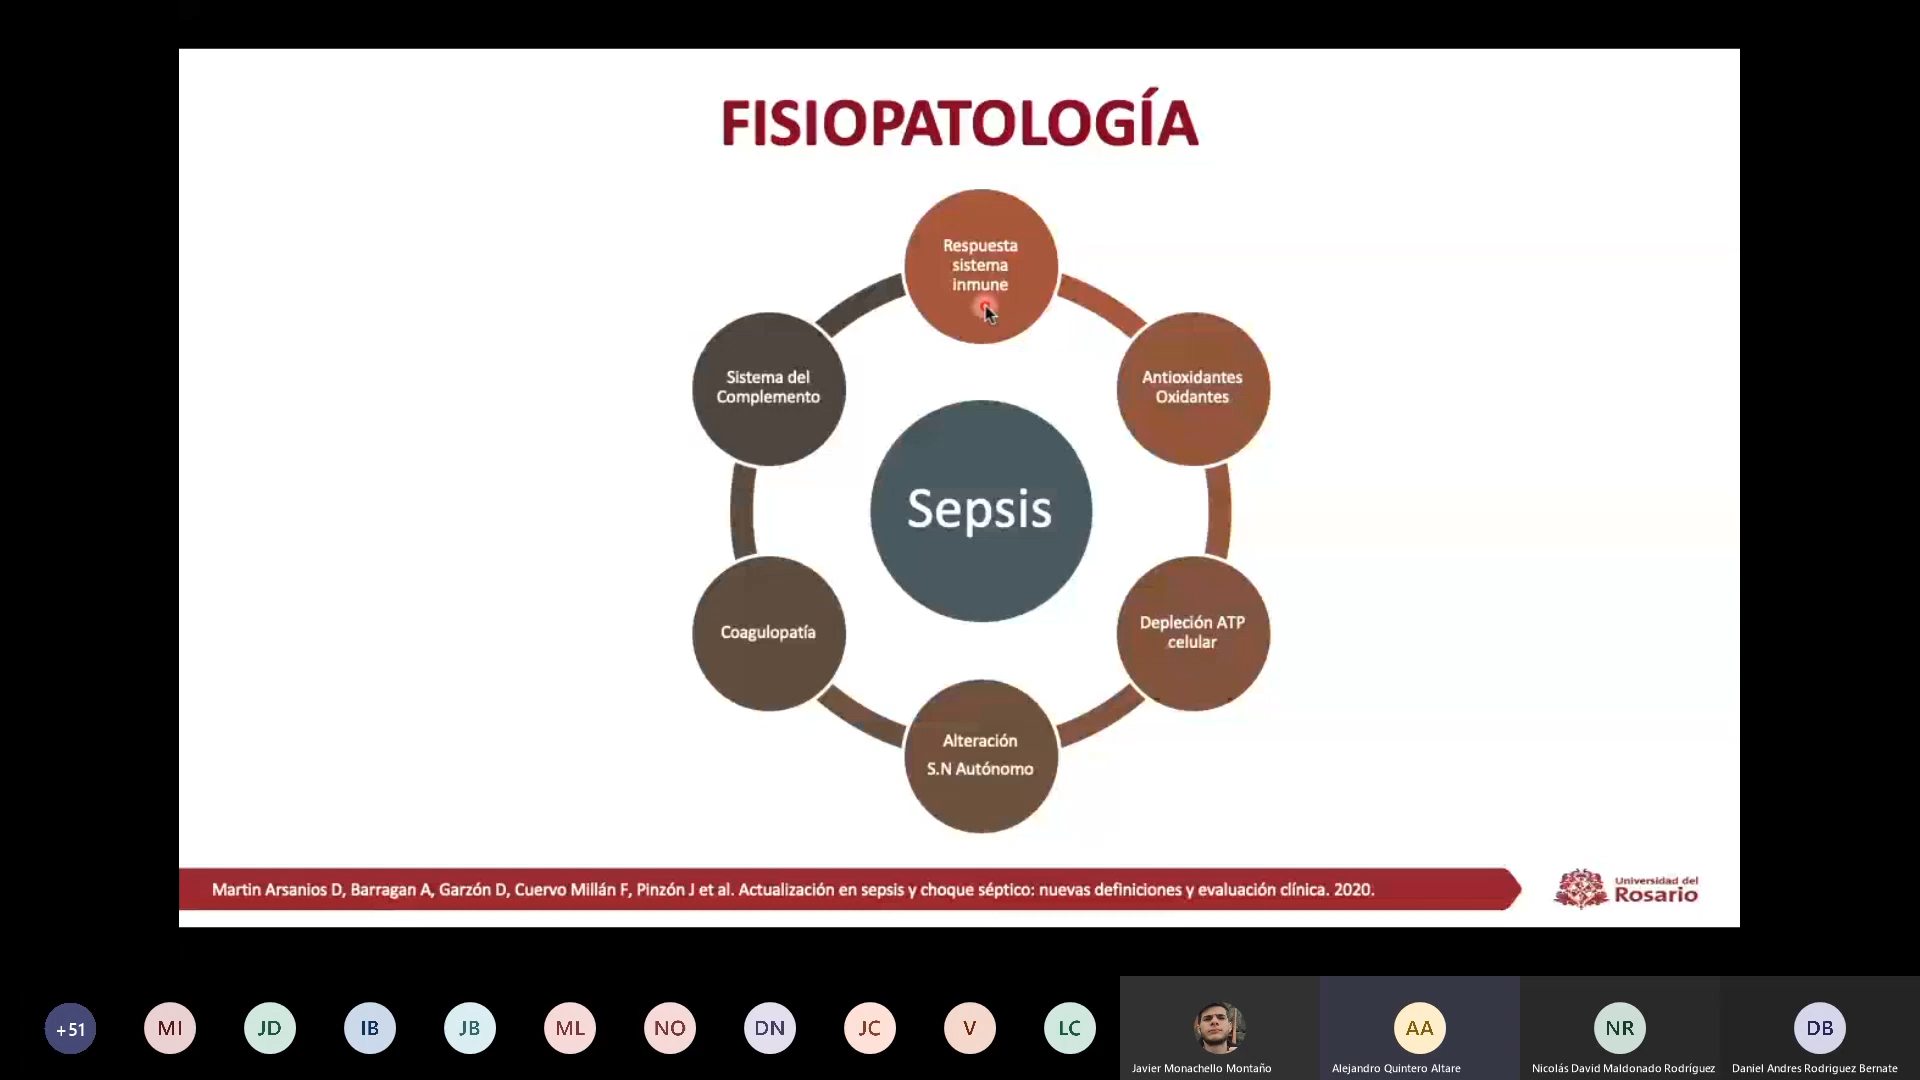 FISIOPATOLOGÍA
Respuesta
sistema
inmune
Sistema del
Complemento
Antioxidantes
Oxidantes
Sepsis
Coagulopatía
Depleción ATP
celular
Alteración
S.N Autónomo
Martin Arsanios D, Barragan A, Garzón D, Cuervo Millán F, Pinzón J et al. Actualización en sepsis y choque séptico: nuevas definiciones y evaluación clínica. 2020.
Universidad del
Rosario
+51
MI
JD
IB
JB
ML
NO
DN
JC
V
LC
AA
NR
DB
Javier Monachello Montaño
Alejandro Quintero Altare
Nicolás David Maldonado Rodríguez
Daniel Andres Rodriguez Bernate